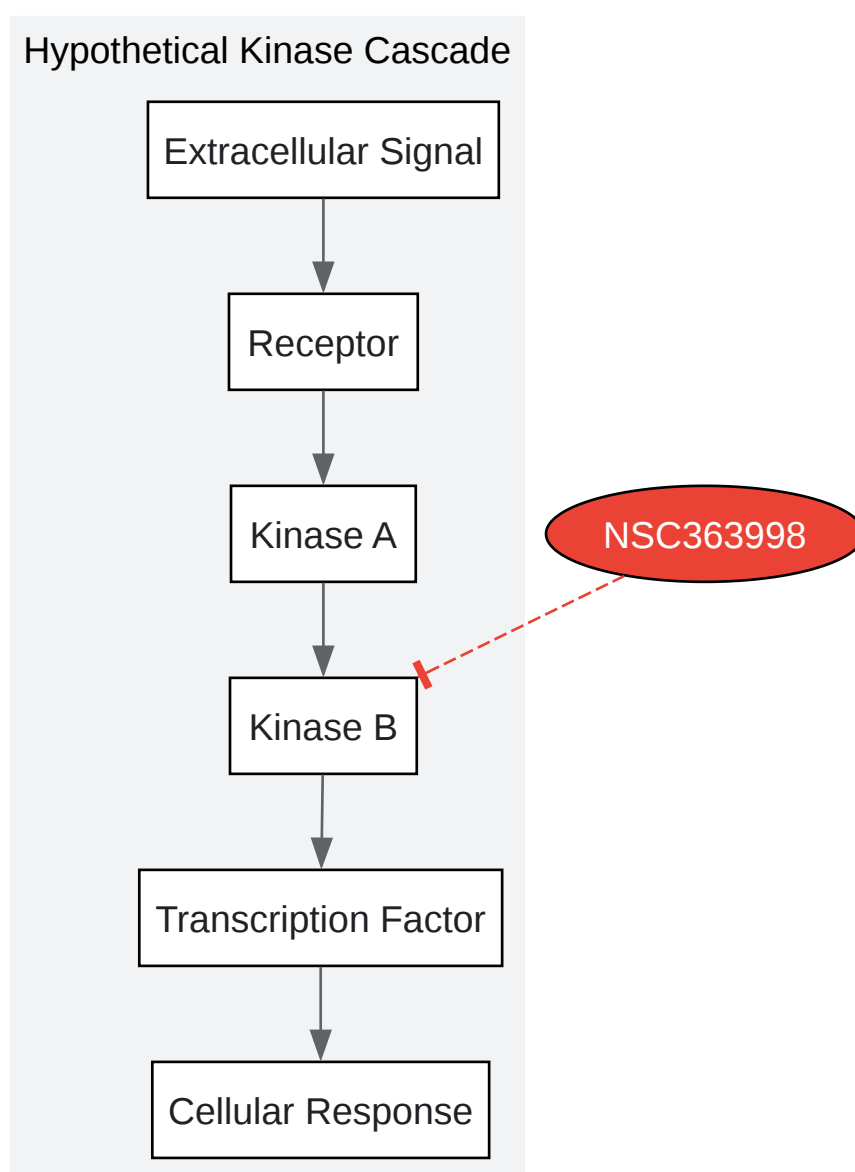 Hypothetical Kinase Cascade
Extracellular Signal
Receptor
Kinase A
NSC363998
Kinase B
Transcription Factor
Cellular Response